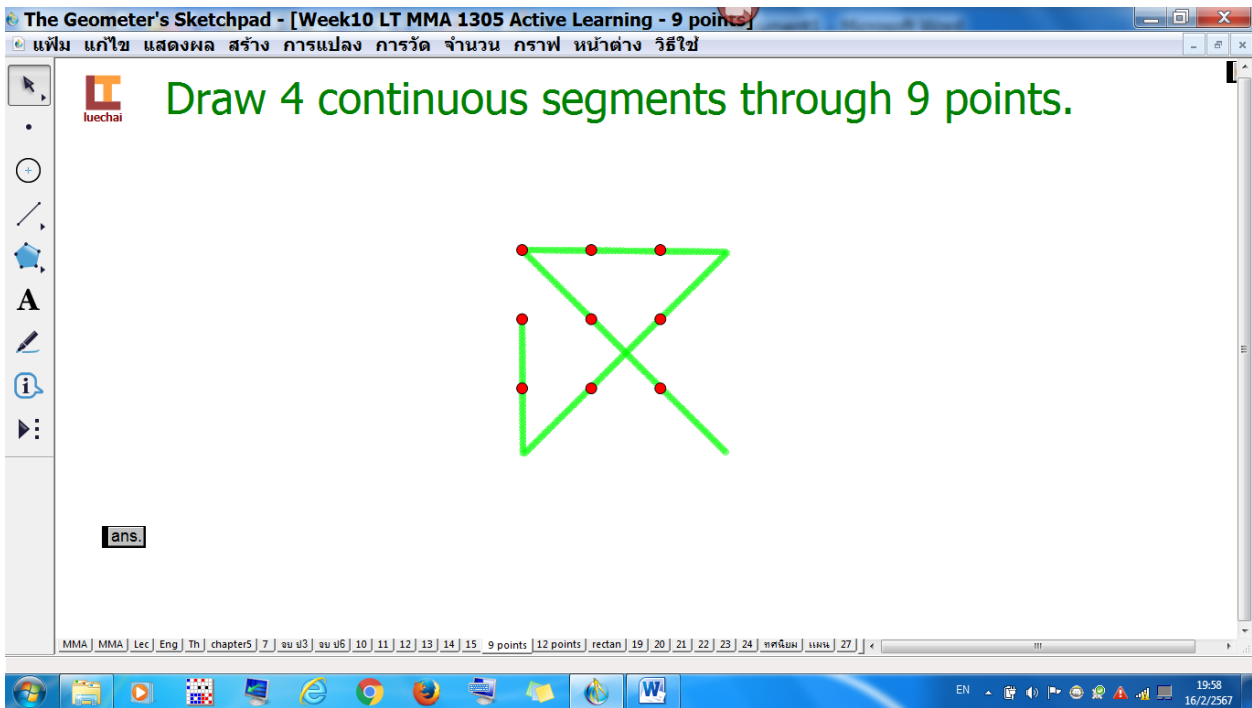 The Geometer's Sketchpad - [Week10 LT MMA 1305 Active Learning - 9 points]
แฟ้ม แก้ไข แสดงผล สร้าง การแปลง การวัด จำนวน กราฟ หน้าต่าง วิธีใช้
LT
luechai
Draw 4 continuous segments through 9 points.
A
i
ans.
MMA MMA Lec Eng Th chapter5 7 จบ ป3 จบ ป6 10 11 12 13 14 15 9 points 12 points rectan 19 20 21 22 23 24 ทศนิยม แผน 27
W
EN 19:58
16/2/2567